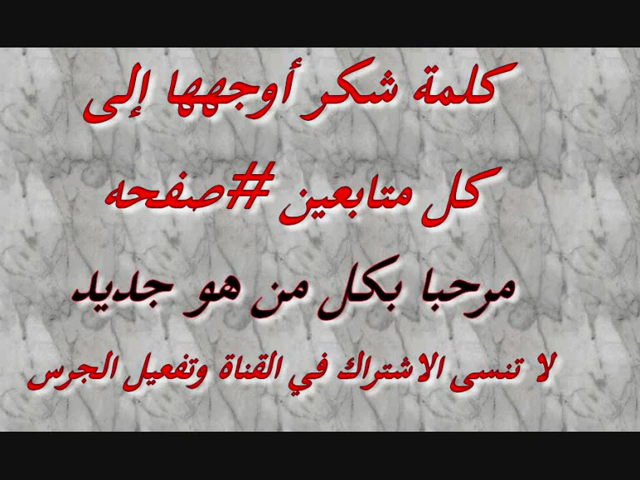 كلمة شكر أوجهها إلى
كل متابعين #صفحه
مرحبا بكل من هو جديد
لا تنسى الاشتراك في القناة وتفعيل الجرس